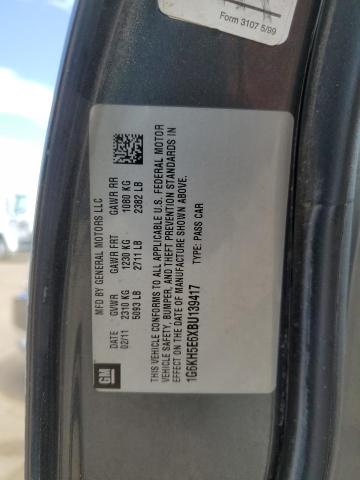 Form 3107 5/99
MFD BY GENERAL MOTORS LLC
GVWR GAWR FRT GAWR RR
02/11 2310 KG 1230 KG 1080 KG
5093 LB 2711 LB 2382 LB
THIS VEHICLE CONFORMS TO ALL APPLICABLE U.S. FEDERAL MOTOR
VEHICLE SAFETY, BUMPER, AND THEFT PREVENTION STANDARDS IN
EFFECT ON THE DATE OF MANUFACTURE SHOWN ABOVE.
1G6KH5E6XBU139417 TYPE: PASS CAR
GM